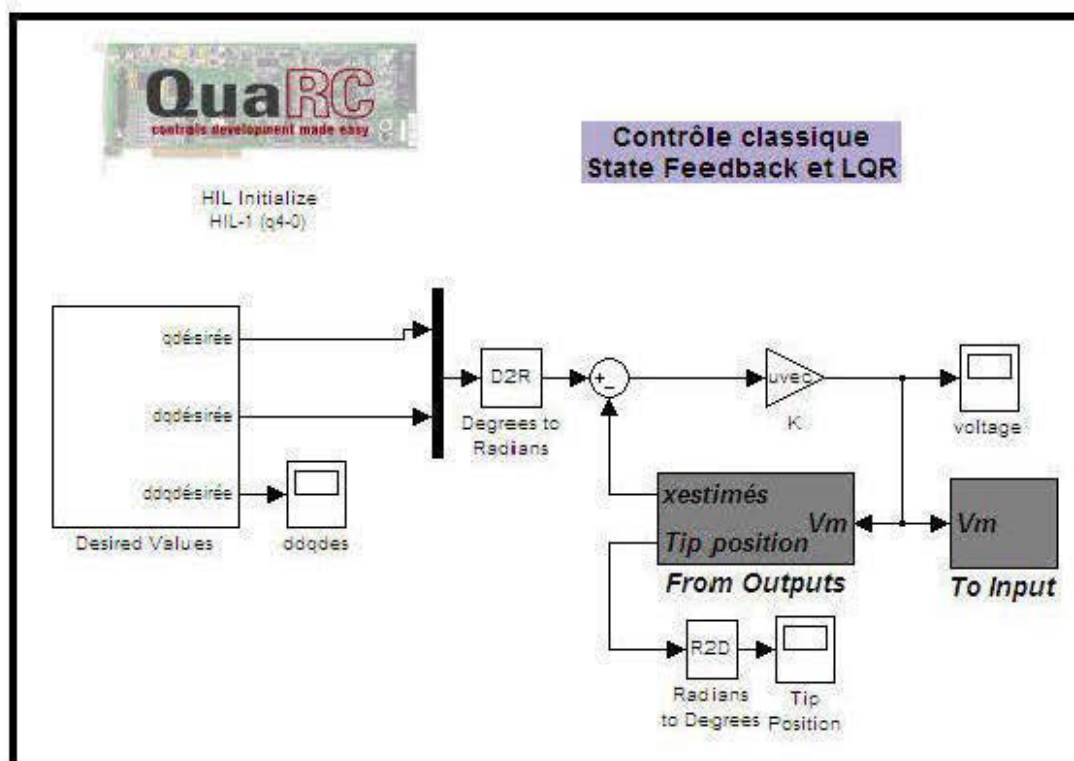 QuaRC
controls development made easy
HIL Initialize
HIL-1 (q4-0)
Contrôle classique
State Feedback et LQR
qdésirée
dqdésirée
ddqdésirée
Desired Values
ddqdes
D2R
Degrees to
Radians
+
-
uvec
K
voltage
xestimés
Tip position
Vm
From Outputs
Vm
To Input
R2D
Radians
to Degrees
Tip
Position